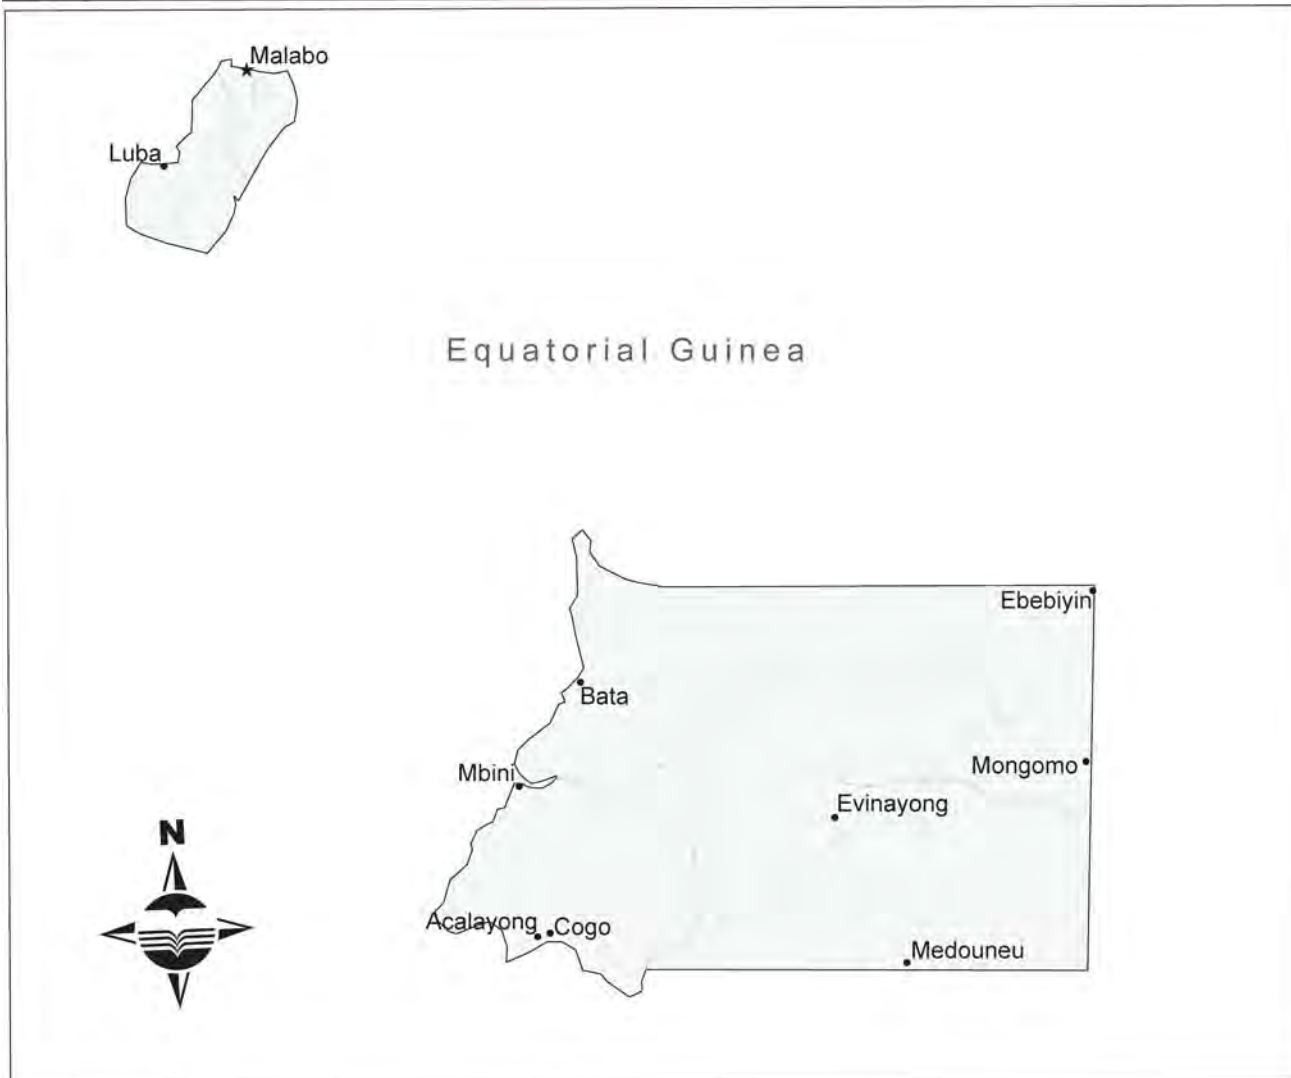 Malabo
Luba
Equatorial Guinea
Ebebiyin
Bata
Mongomo
Mbini
Evinayong
N
Acalayong
Cogo
Medouneu